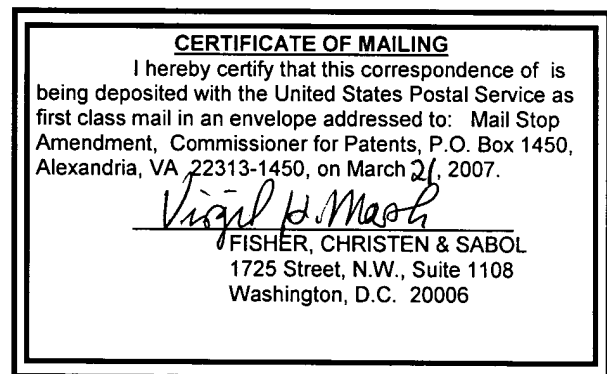 CERTIFICATE OF MAILING
I hereby certify that this correspondence of is
being deposited with the United States Postal Service as
first class mail in an envelope addressed to: Mail Stop
Amendment, Commissioner for Patents, P.O. Box 1450,
Alexandria, VA 22313-1450, on March 21, 2007.
Virgil H. Marsh
FISHER, CHRISTEN & SABOL
1725 Street, N.W., Suite 1108
Washington, D.C. 20006